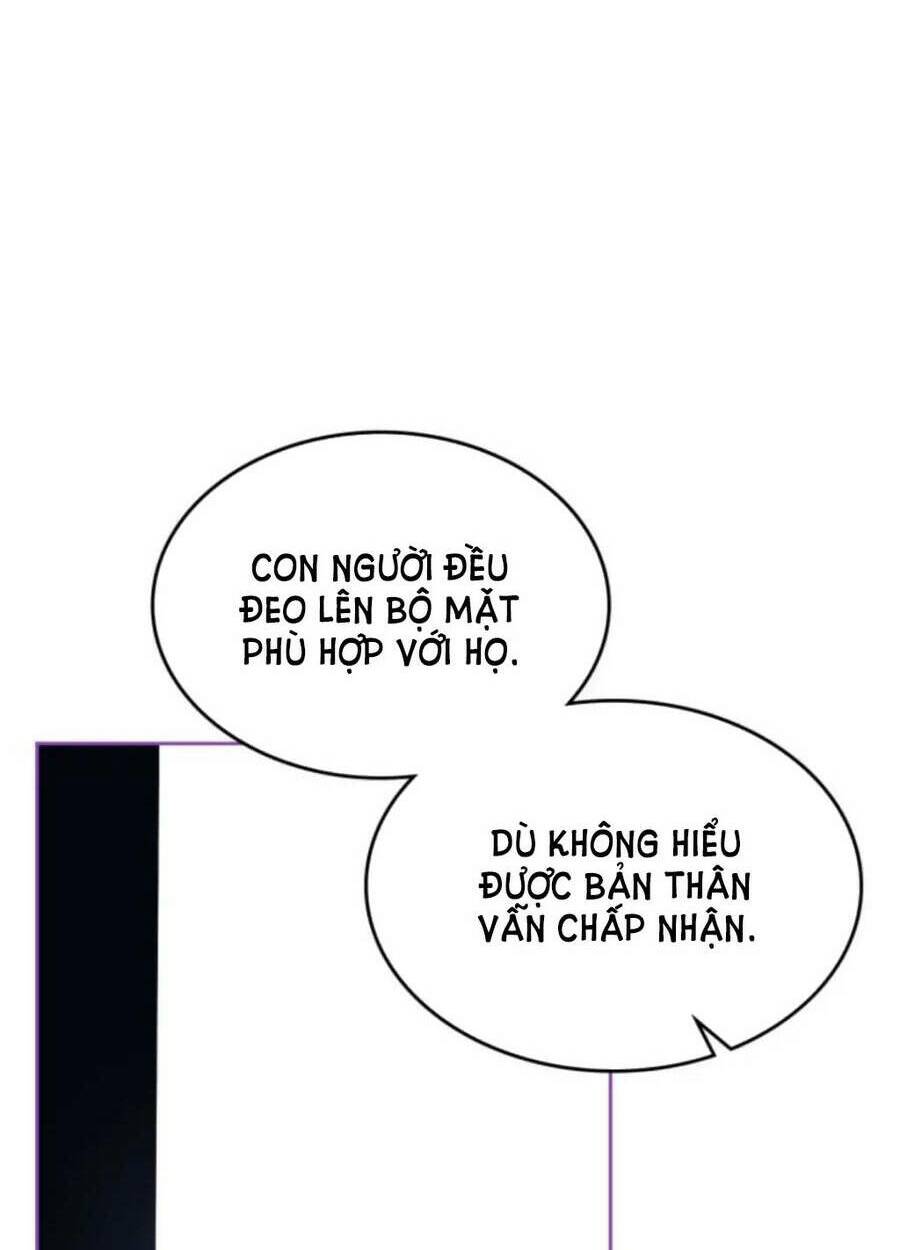 CON NGƯỜI ĐỀU
ĐEO LÊN BỘ MẶT
PHÙ HỢP VỚI HỌ.
DÙ KHÔNG HIỂU
ĐƯỢC BẢN THÂN
VẪN CHẤP NHẬN.